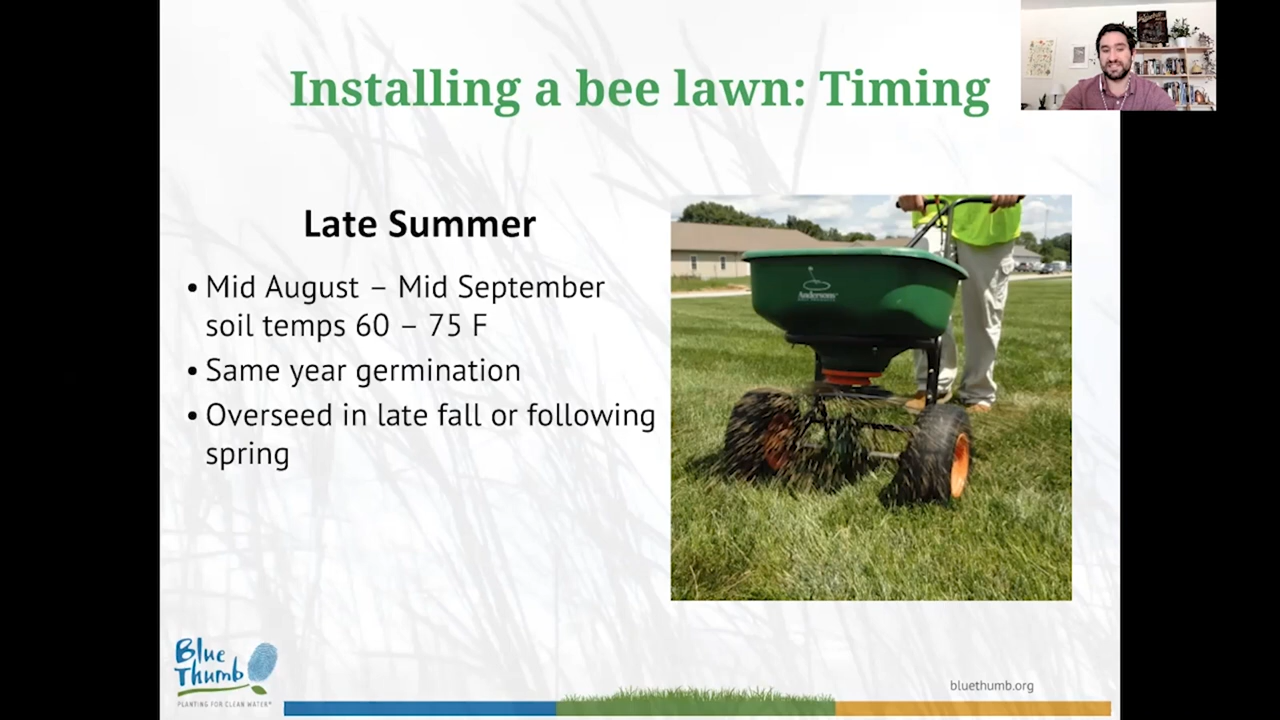 Installing a bee lawn: Timing
Late Summer
• Mid August – Mid September
soil temps 60 – 75 F
• Same year germination
• Overseed in late fall or following
spring
Andersons
Blue
Thumb
PLANTING FOR CLEAN WATER®
bluethumb.org